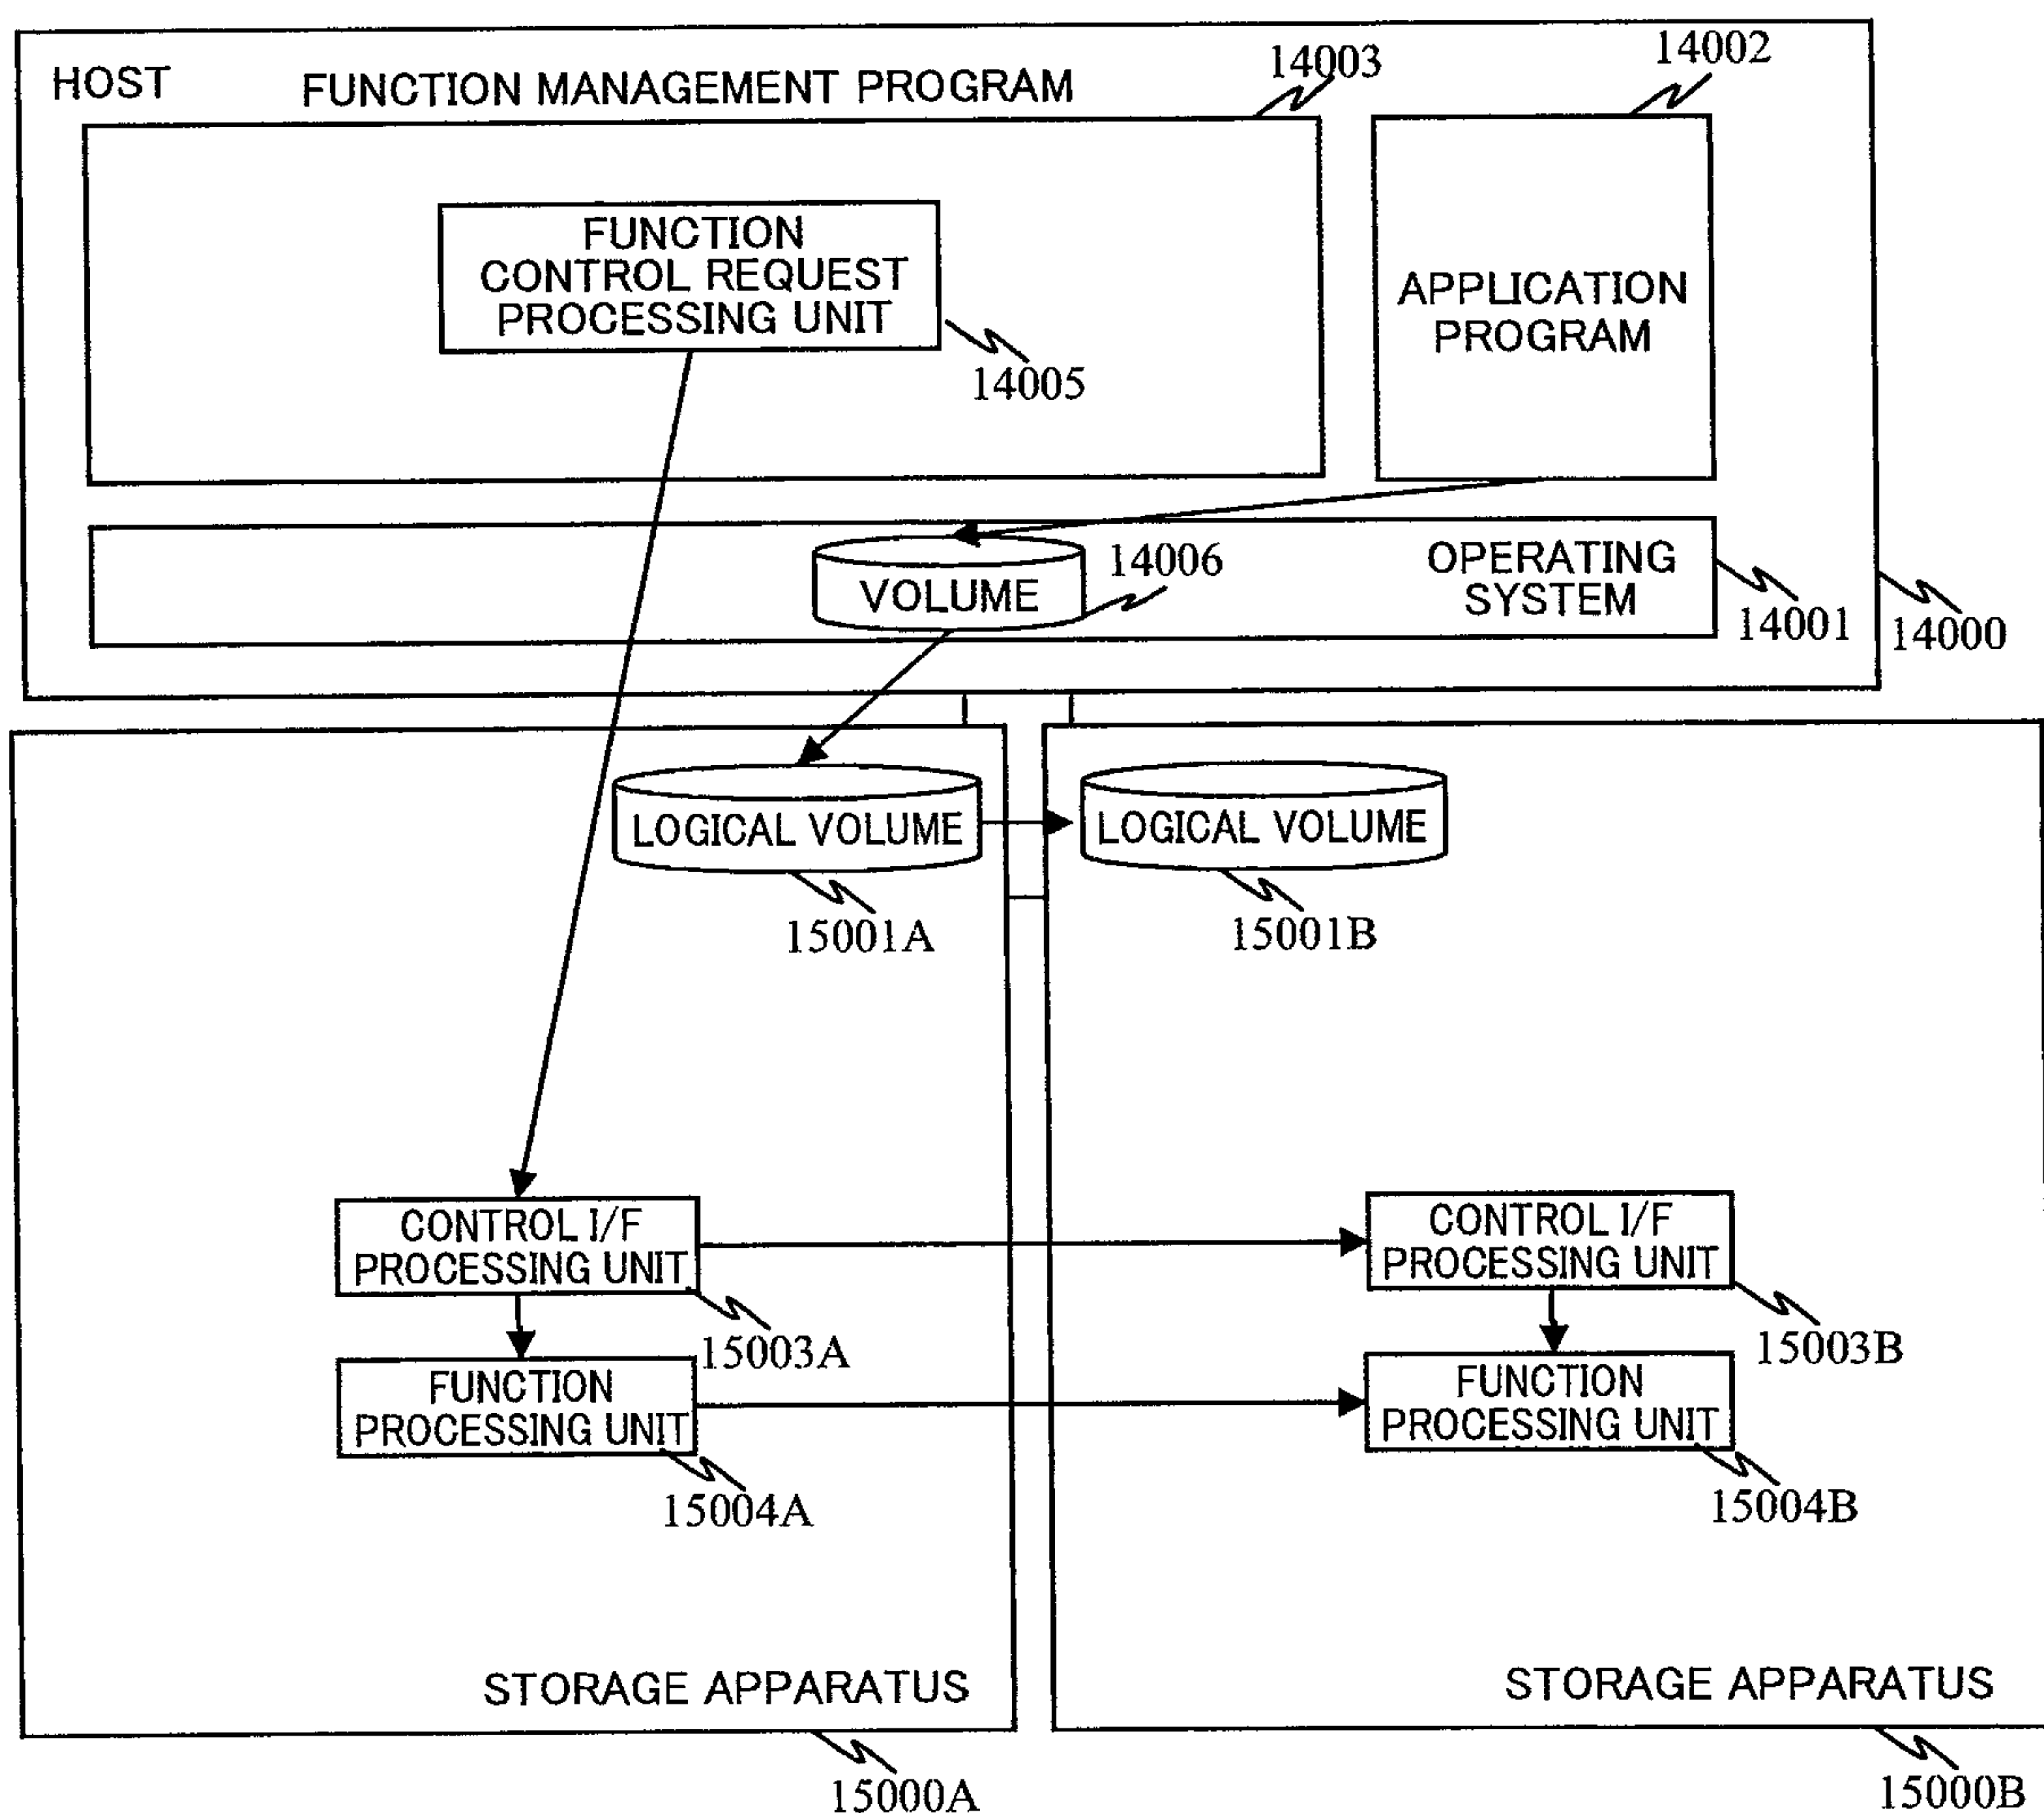 HOST
FUNCTION MANAGEMENT PROGRAM
14003
14002
FUNCTION
CONTROL REQUEST
PROCESSING UNIT
14005
APPLICATION
PROGRAM
VOLUME
14006
OPERATING
SYSTEM
14001
14000
LOGICAL VOLUME
15001A
LOGICAL VOLUME
15001B
CONTROL I/F
PROCESSING UNIT
15003A
CONTROL I/F
PROCESSING UNIT
15003B
FUNCTION
PROCESSING UNIT
15004A
FUNCTION
PROCESSING UNIT
15004B
STORAGE APPARATUS
15000A
STORAGE APPARATUS
15000B